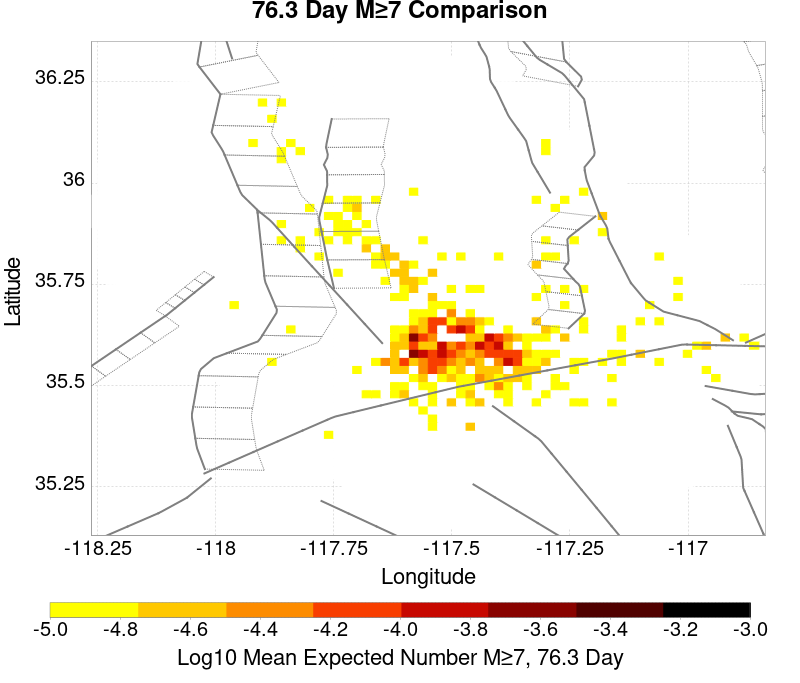 76.3 Day M≥7 Comparison
36.25
36
35.75
35.5
35.25
Latitude
-118.25 -118 -117.75 -117.5 -117.25 -117
Longitude
-5.0 -4.8 -4.6 -4.4 -4.2 -4.0 -3.8 -3.6 -3.4 -3.2 -3.0
Log10 Mean Expected Number M≥7, 76.3 Day